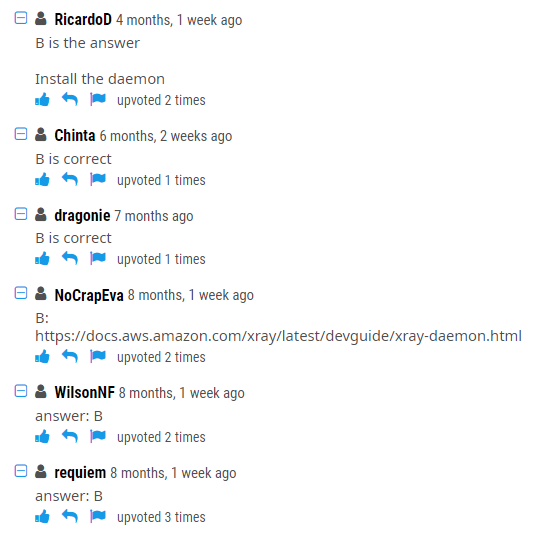 RicardoD 4 months, 1 week ago
B is the answer
Install the daemon
upvoted 2 times
Chinta 6 months, 2 weeks ago
B is correct
upvoted 1 times
dragonie 7 months ago
B is correct
upvoted 1 times
NoCrapEva 8 months, 1 week ago
B:
https://docs.aws.amazon.com/xray/latest/devguide/xray-daemon.html
upvoted 2 times
WilsonNF 8 months, 1 week ago
answer: B
upvoted 2 times
requiem 8 months, 1 week ago
answer: B
upvoted 3 times